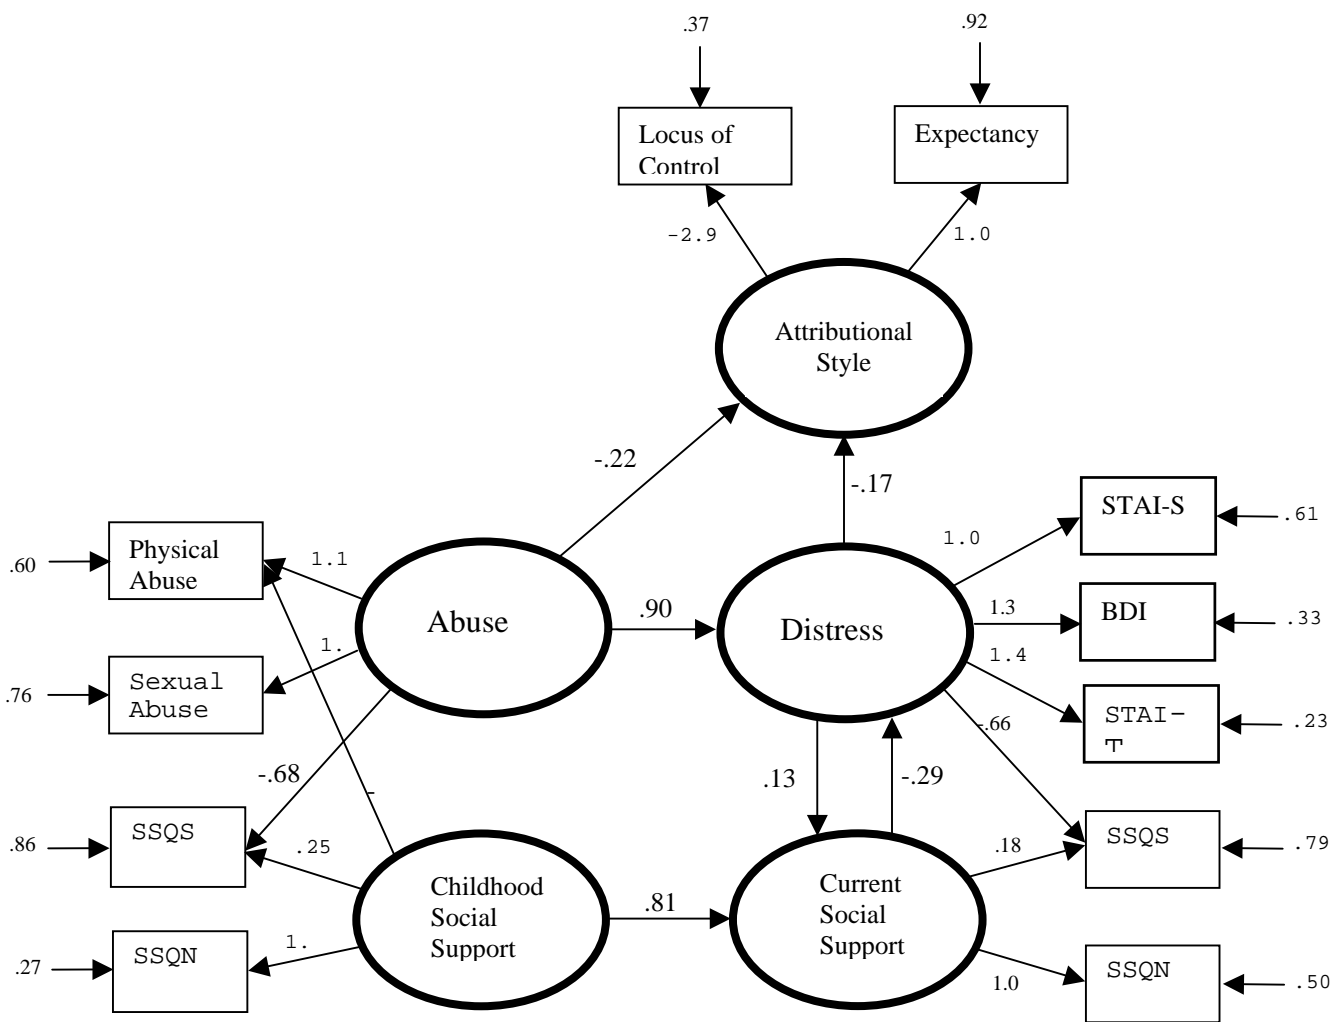 .37
.92
Locus of
Control
Expectancy
-2.9
1.0
Attributional
Style
-.22
-.17
STAI-S
.61
1.0
Physical
Abuse
.60
1.1
Abuse
.90
Distress
1.3
BDI
.33
1.4
1.
Sexual
Abuse
.76
STAI-
T
.23
-.66
-.68
-
.13
-.29
SSQS
.86
.25
.18
SSQS
.79
Childhood
Social
Support
.81
Current
Social
Support
SSQN
.27
1.
1.0
SSQN
.50